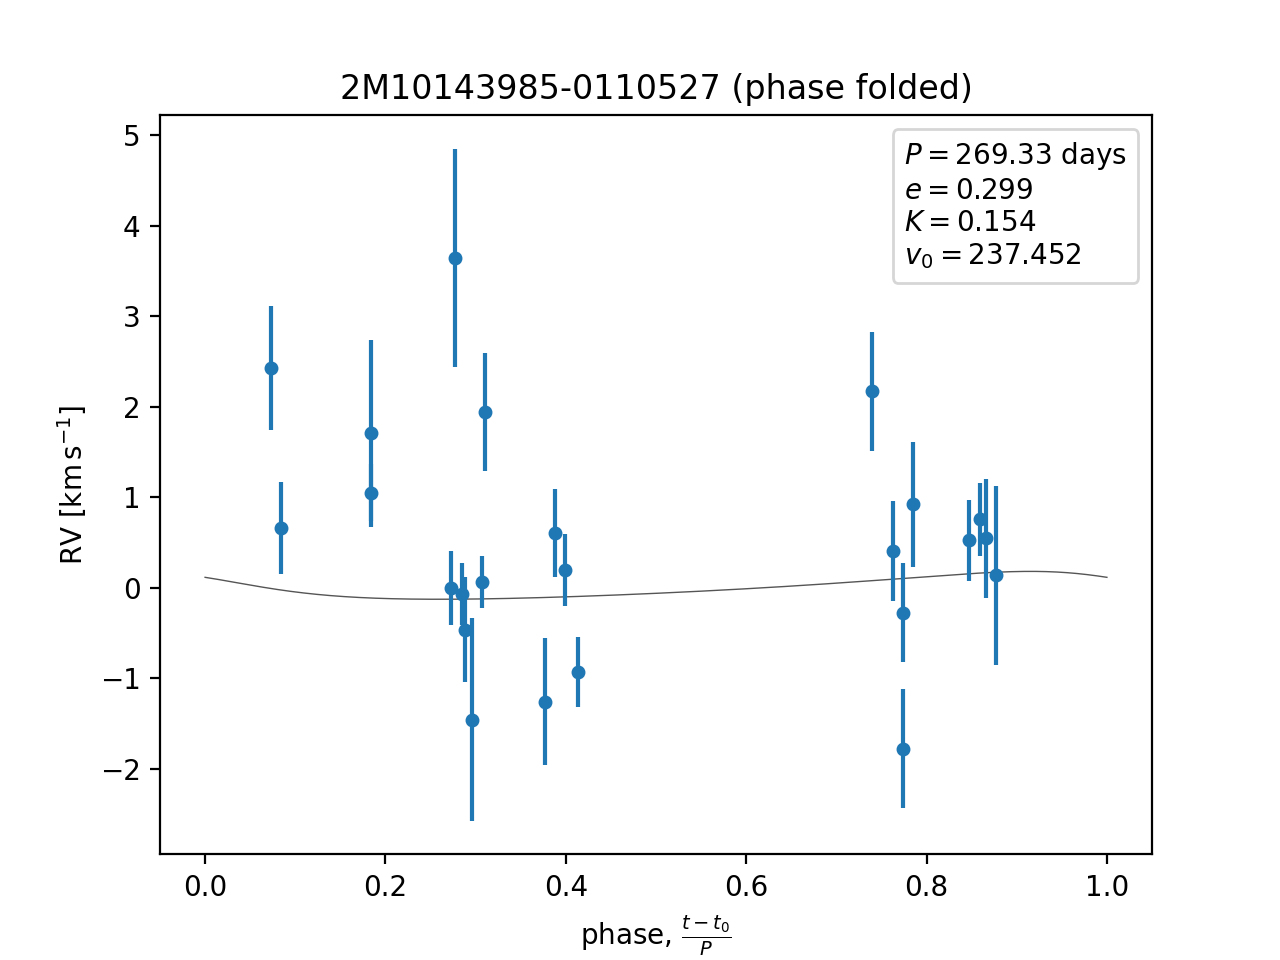 2M10143985-0110527 (phase folded)
P = 269.33 days
e = 0.299
K = 0.154
v₀ = 237.452
5
4
3
2
1
0
−1
−2
RV [km s⁻¹]
0.0 0.2 0.4 0.6 0.8 1.0
phase, (t − t₀)/P